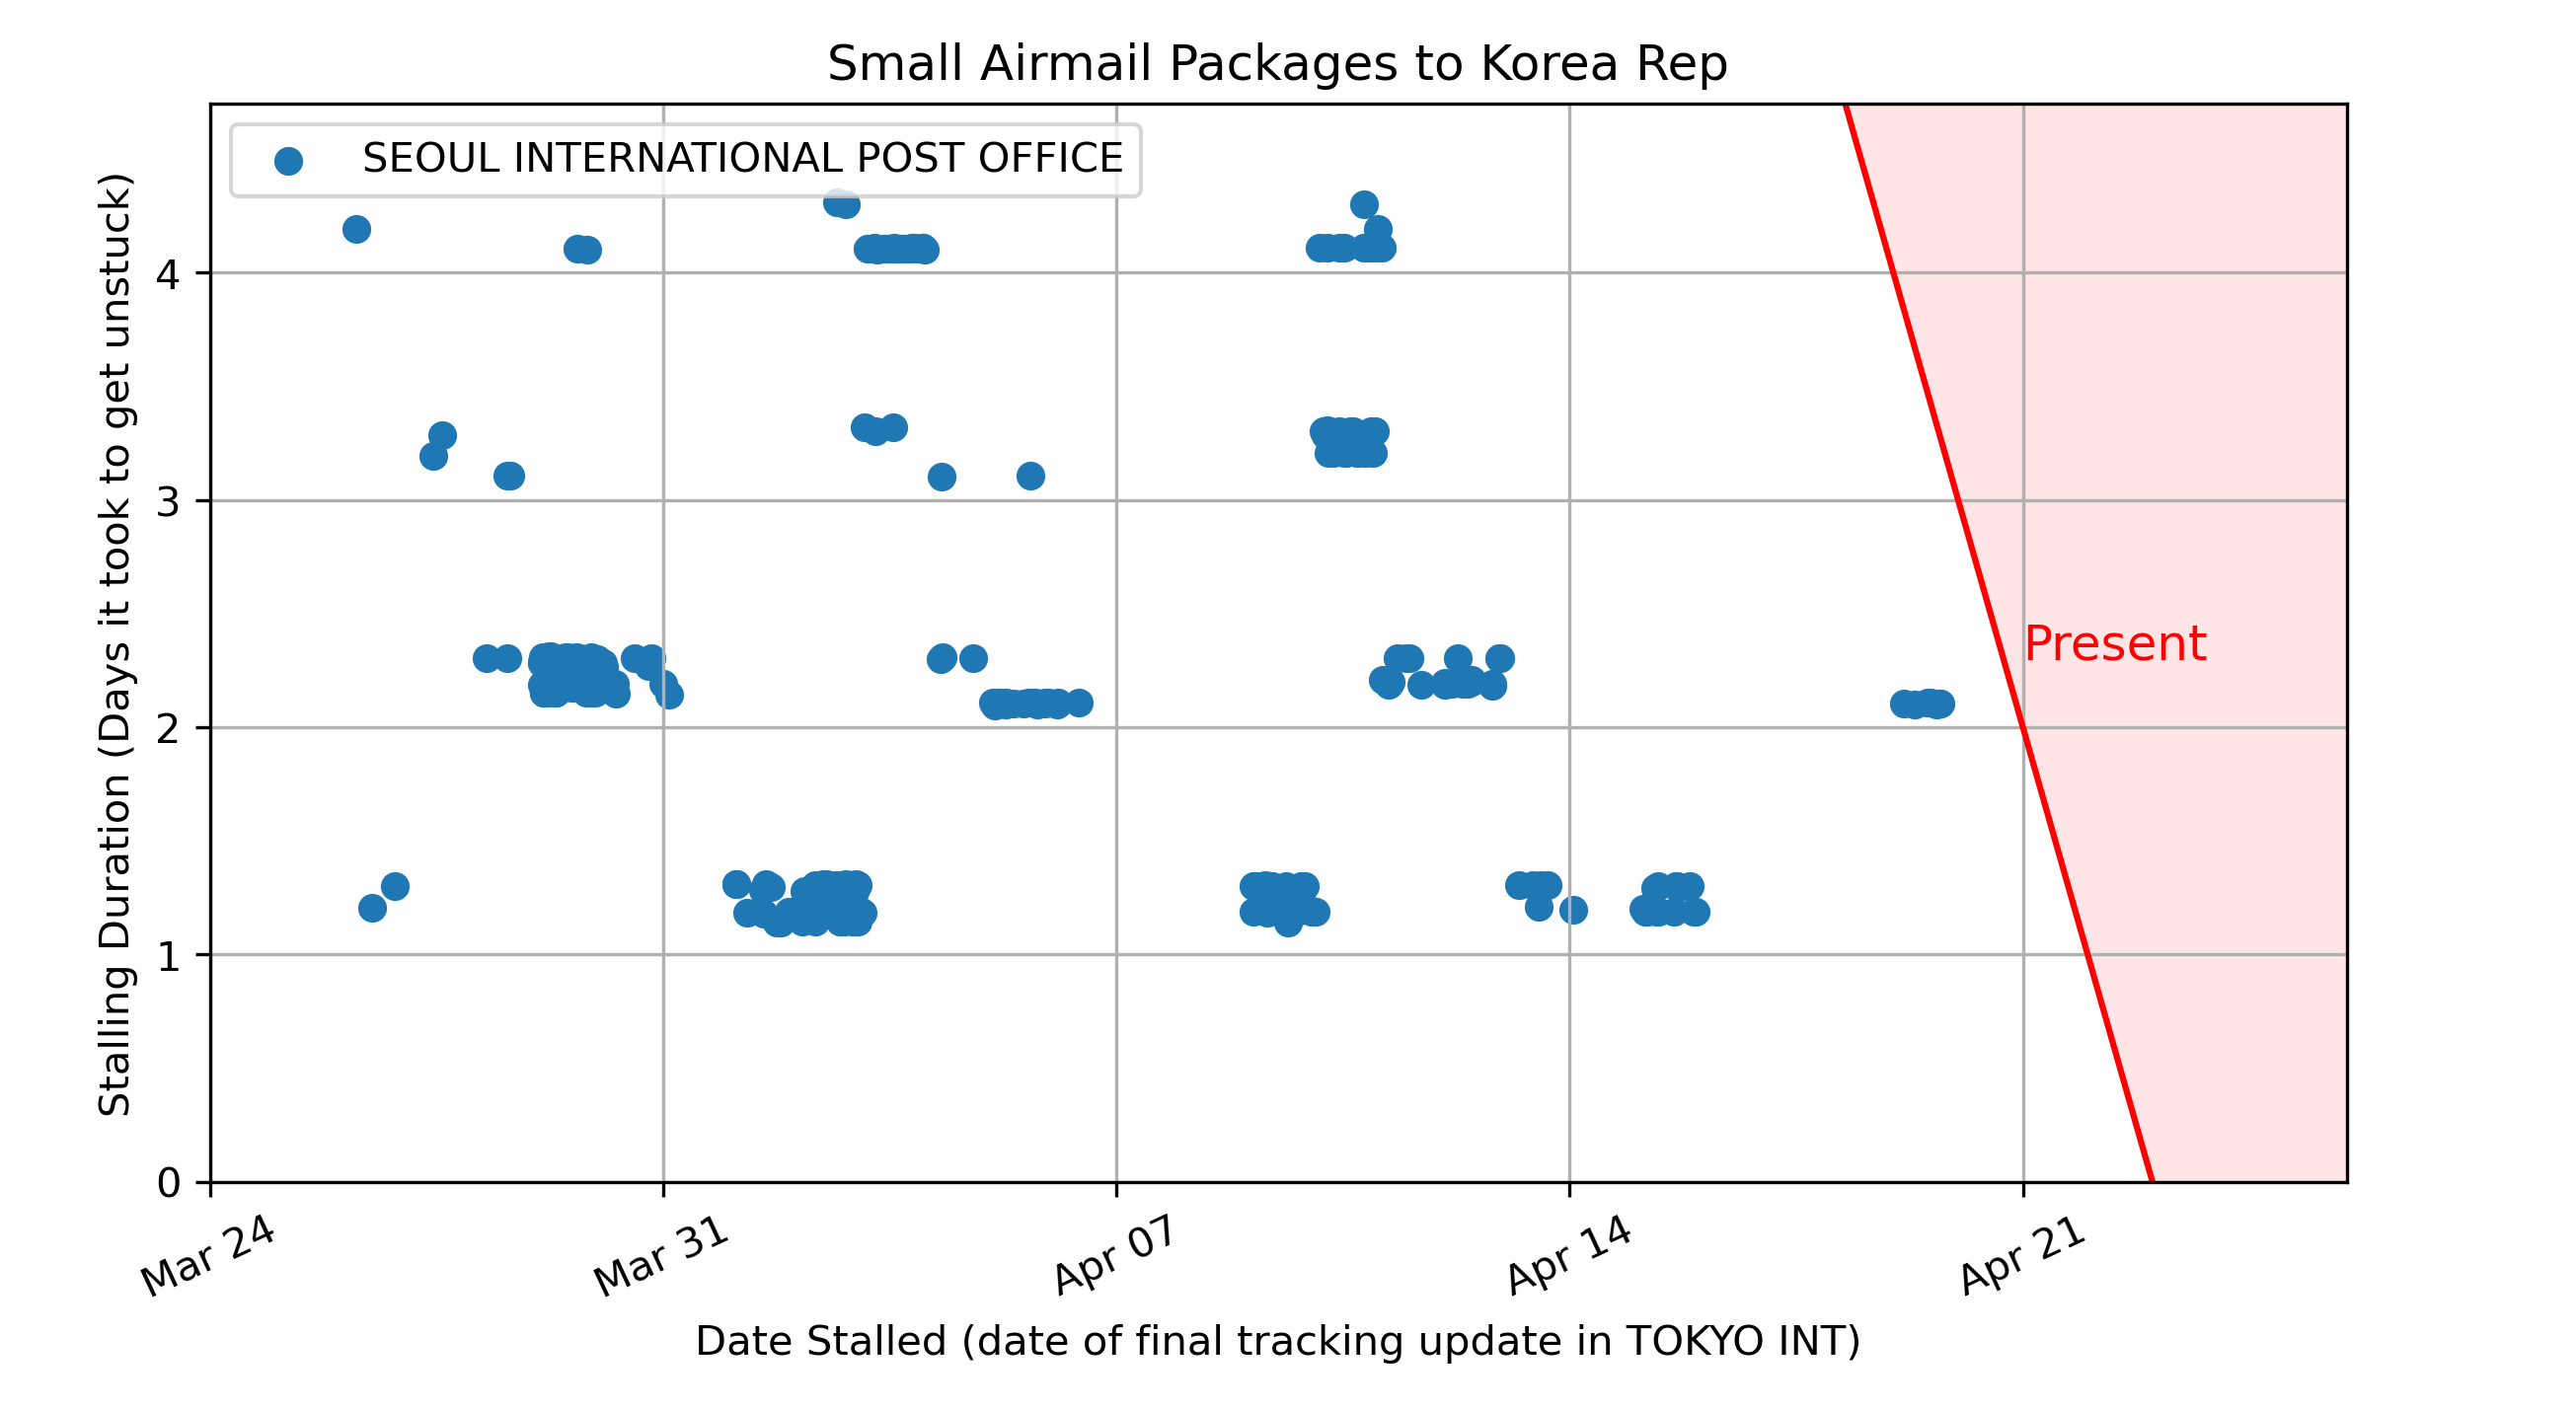 Small Airmail Packages to Korea Rep
SEOUL INTERNATIONAL POST OFFICE
Stalling Duration (Days it took to get unstuck)
4
3
2
1
0
Present
Mar 24
Mar 31
Apr 07
Apr 14
Apr 21
Date Stalled (date of final tracking update in TOKYO INT)